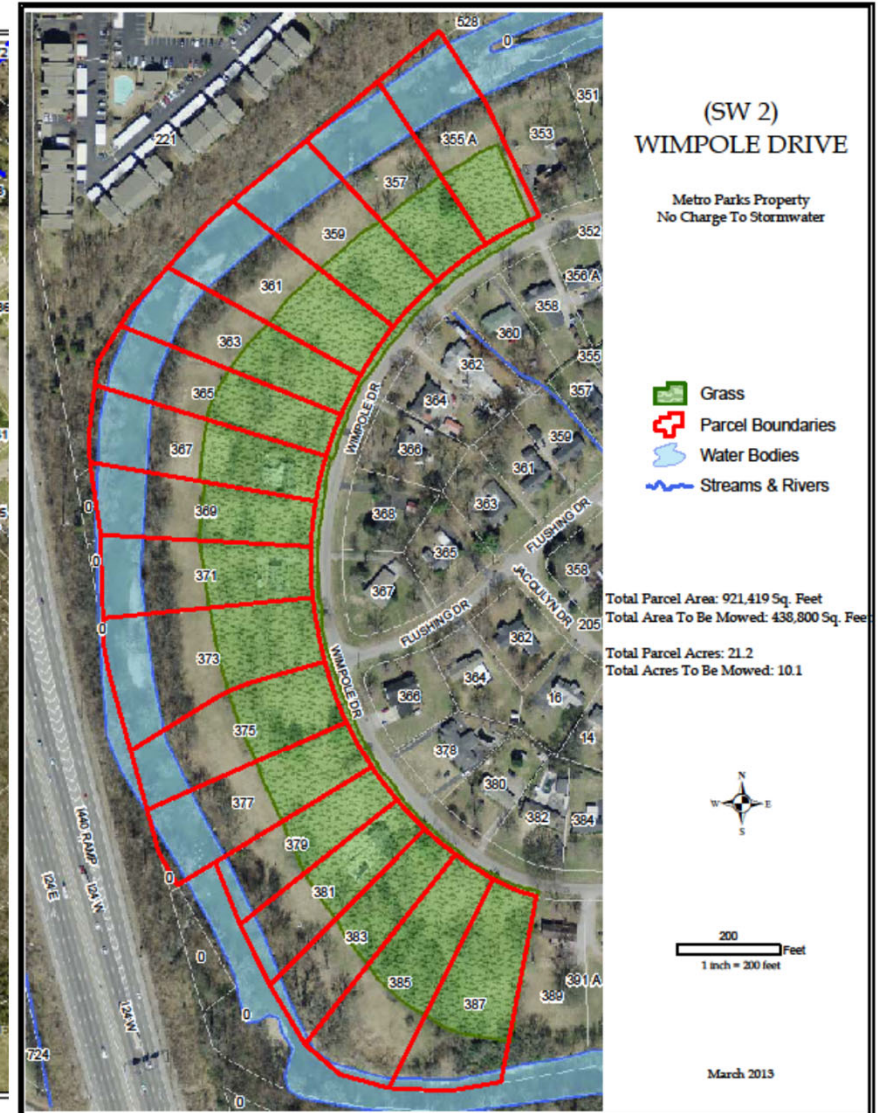 (SW 2)
WIMPOLE DRIVE
Metro Parks Property
No Charge To Stormwater
Grass
Parcel Boundaries
Water Bodies
Streams & Rivers
Total Parcel Area: 921,419 Sq. Feet
Total Area To Be Mowed: 438,800 Sq. Feet
Total Parcel Acres: 21.2
Total Acres To Be Mowed: 10.1
N
W E
S
200
Feet
1 inch = 200 feet
March 2013
528
0
351
221
355 A
353
357
352
359
356 A
361
358
360
363
362
355
365
357
364
WIMPOLE DR
359
366
367
361
363
0
369
368
FLUSHING DR
365
0
371
358
367
JACQULYN DR
FLUSHING DR
205
0
362
373
WIMPOLE DR
364
366
16
375
14
378
377
380
382
384
379
I440 RAMP
0
124 E
124 W
381
383
0
385
391 A
387
389
0
124 W
724
0